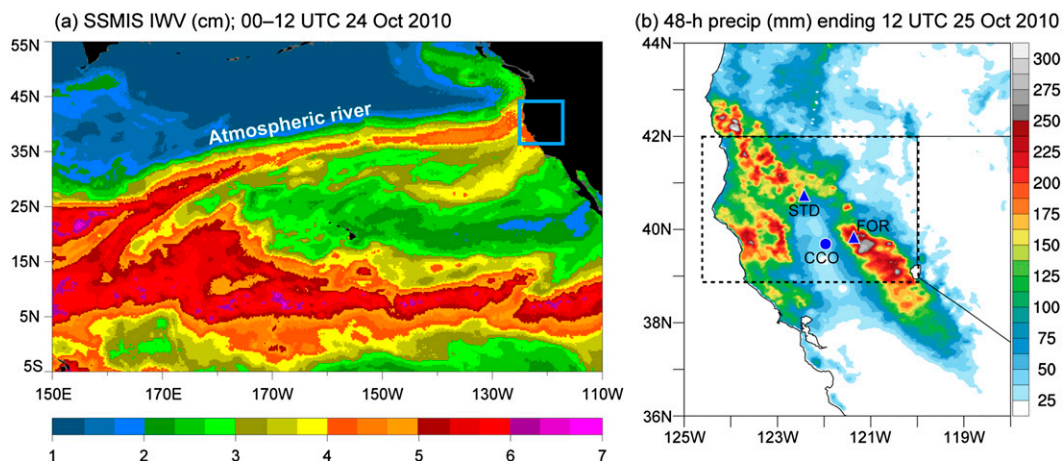 (a) SSMIS IWV (cm); 00–12 UTC 24 Oct 2010
55N
45N
35N
25N
15N
5N
5S
Atmospheric river
150E 170E 170W 150W 130W 110W
1 2 3 4 5 6 7
(b) 48-h precip (mm) ending 12 UTC 25 Oct 2010
44N
42N
40N
38N
36N
STD
FOR
CCO
125W 123W 121W 119W
300
250
225
200
175
150
125
100
75
50
25